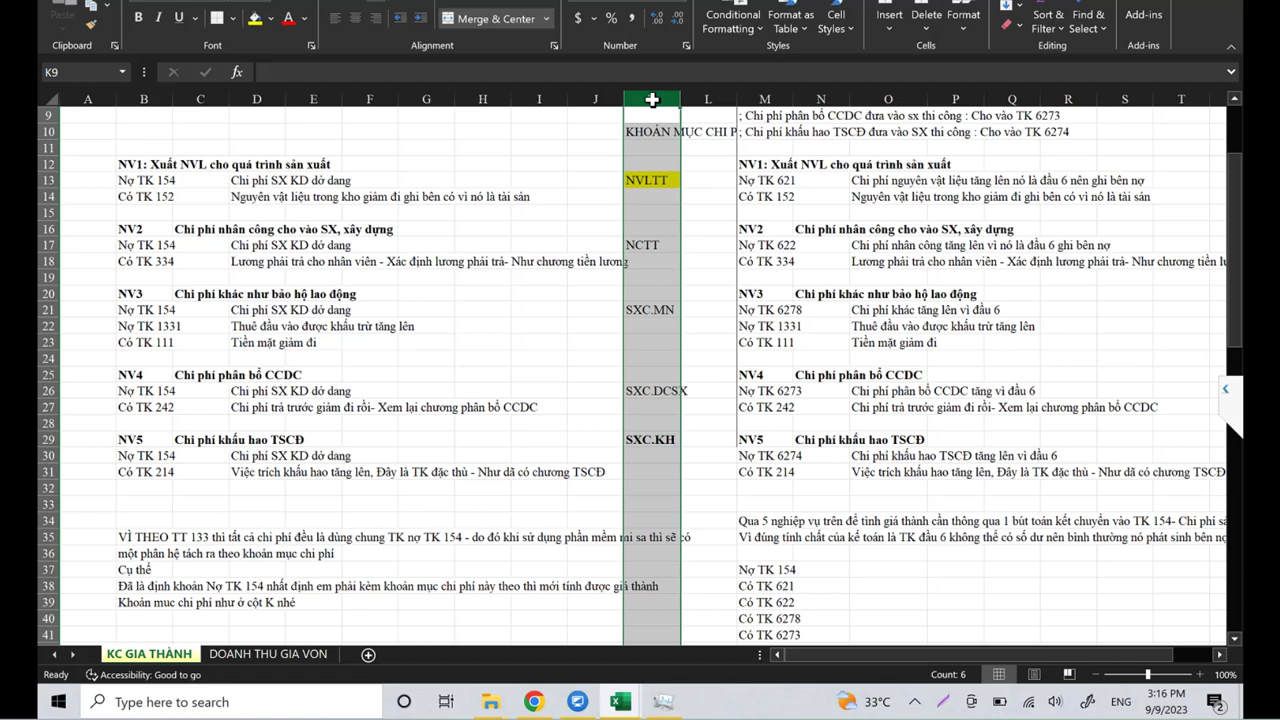 Paste
B I U
A
Merge & Center
$ % ,
Conditional Formatting
Format as Table
Cell Styles
Insert
Delete
Format
Sort & Filter
Find & Select
Add-ins
Clipboard
Font
Alignment
Number
Styles
Cells
Editing
Add-ins
K9
fx
A B C D E F G H I J L M N O P Q R S T
9 ; Chi phí phân bổ CCDC đưa vào sx thi công : Cho vào TK 6273
10 KHOẢN MỤC CHI P ; Chi phí khấu hao TSCĐ đưa vào SX thi công : Cho vào TK 6274
11
12 NV1: Xuất NVL cho quá trình sản xuất NV1: Xuất NVL cho quá trình sản xuất
13 Nợ TK 154 Chi phí SX KD dở dang NVLTT Nợ TK 621 Chi phí nguyên vật liệu tăng lên nó là đầu 6 nên ghi bên nợ
14 Có TK 152 Nguyên vật liệu trong kho giảm đi ghi bên có vì nó là tài sản Có TK 152 Nguyên vật liệu trong kho giảm đi ghi bên có vì nó là tài sản
15
16 NV2 Chi phí nhân công cho vào SX, xây dựng NV2 Chi phí nhân công cho vào SX, xây dựng
17 Nợ TK 154 Chi phí SX KD dở dang NCTT Nợ TK 622 Chi phí nhân công tăng lên vì nó là đầu 6 ghi bên nợ
18 Có TK 334 Lương phải trả cho nhân viên - Xác định lương phải trả- Như chương tiền lương Có TK 334 Lương phải trả cho nhân viên - Xác định lương phải trả- Như chương tiền lư
19
20 NV3 Chi phí khác như bảo hộ lao động NV3 Chi phí khác như bảo hộ lao động
21 Nợ TK 154 Chi phí SX KD dở dang SXC.MN Nợ TK 6278 Chi phí khác tăng lên vì đầu 6
22 Nợ TK 1331 Thuê đầu vào được khấu trừ tăng lên Nợ TK 1331 Thuê đầu vào được khấu trừ tăng lên
23 Có TK 111 Tiền mặt giảm đi Có TK 111 Tiền mặt giảm đi
24
25 NV4 Chi phí phân bổ CCDC NV4 Chi phí phân bổ CCDC
26 Nợ TK 154 Chi phí SX KD dở dang SXC.DCSX Nợ TK 6273 Chi phí phân bổ CCDC tăng vì đầu 6
27 Có TK 242 Chi phí trả trước giảm đi rồi- Xem lại chương phân bổ CCDC Có TK 242 Chi phí trả trước giảm đi rồi- Xem lại chương phân bổ CCDC
28
29 NV5 Chi phí khấu hao TSCĐ SXC.KH NV5 Chi phí khấu hao TSCĐ
30 Nợ TK 154 Chi phí SX KD dở dang Nợ TK 6274 Chi phí khấu hao TSCĐ tăng lên vì đầu 6
31 Có TK 214 Việc trích khấu hao tăng lên, Đây là TK đặc thù - Như dã có chương TSCĐ Có TK 214 Việc trích khấu hao tăng lên, Đây là TK đặc thù - Như dã có chương TSCĐ
32
33
34 Qua 5 nghiệp vụ trên để tình giá thành cần thông qua 1 bút toán kết chuyển vào TK 154- Chi phí sả
35 VÌ THEO TT 133 thì tất cả chi phí đều là dùng chung TK nợ TK 154 - do đó khi sử dụng phần mềm mi sa thì sẽ có Vì đúng tính chất của kế toán là TK đầu 6 không thể có số dư nên bình thường nó phát sinh bên nợ
36 một phân hệ tách ra theo khoản mục chi phí
37 Cụ thể Nợ TK 154
38 Đã là định khoản Nợ TK 154 nhất định em phải kèm khoản mục chi phí này theo thì mới tính được giá thành Có TK 621
39 Khoản muc chi phí như ở cột K nhé Có TK 622
40 Có TK 6278
41 Có TK 6273
KC GIA THÀNH
DOANH THU GIA VON
Ready
Accessibility: Good to go
Count: 6
100%
Type here to search
33°C
ENG
3:16 PM
9/9/2023
2